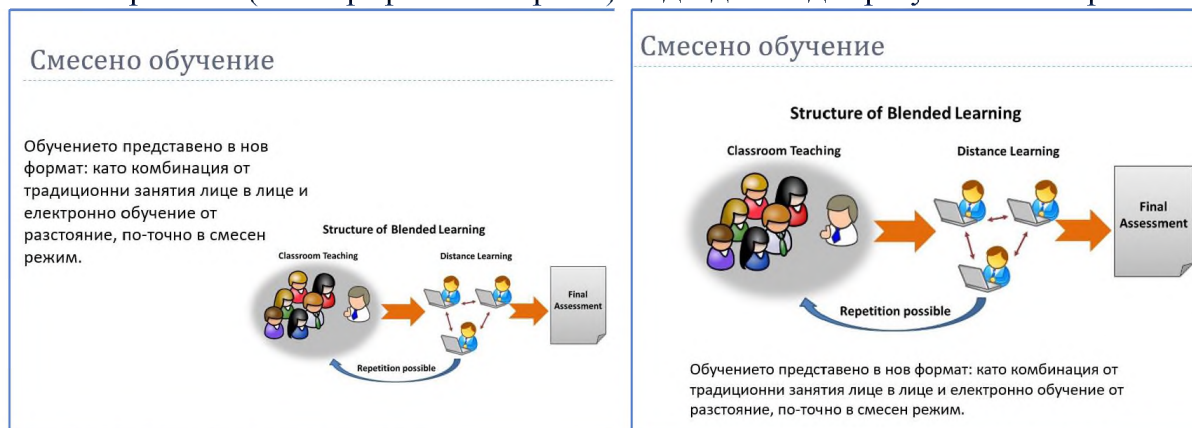 Смесено обучение
Обучението представено в нов
формат: като комбинация от
традиционни занятия лице в лице и
електронно обучение от
разстояние, по-точно в смесен
режим.
Structure of Blended Learning
Classroom Teaching
Distance Learning
Final
Assessment
Repetition possible
Смесено обучение
Structure of Blended Learning
Classroom Teaching
Distance Learning
Final
Assessment
Repetition possible
Обучението представено в нов формат: като комбинация от
традиционни занятия лице в лице и електронно обучение от
разстояние, по-точно в смесен режим.